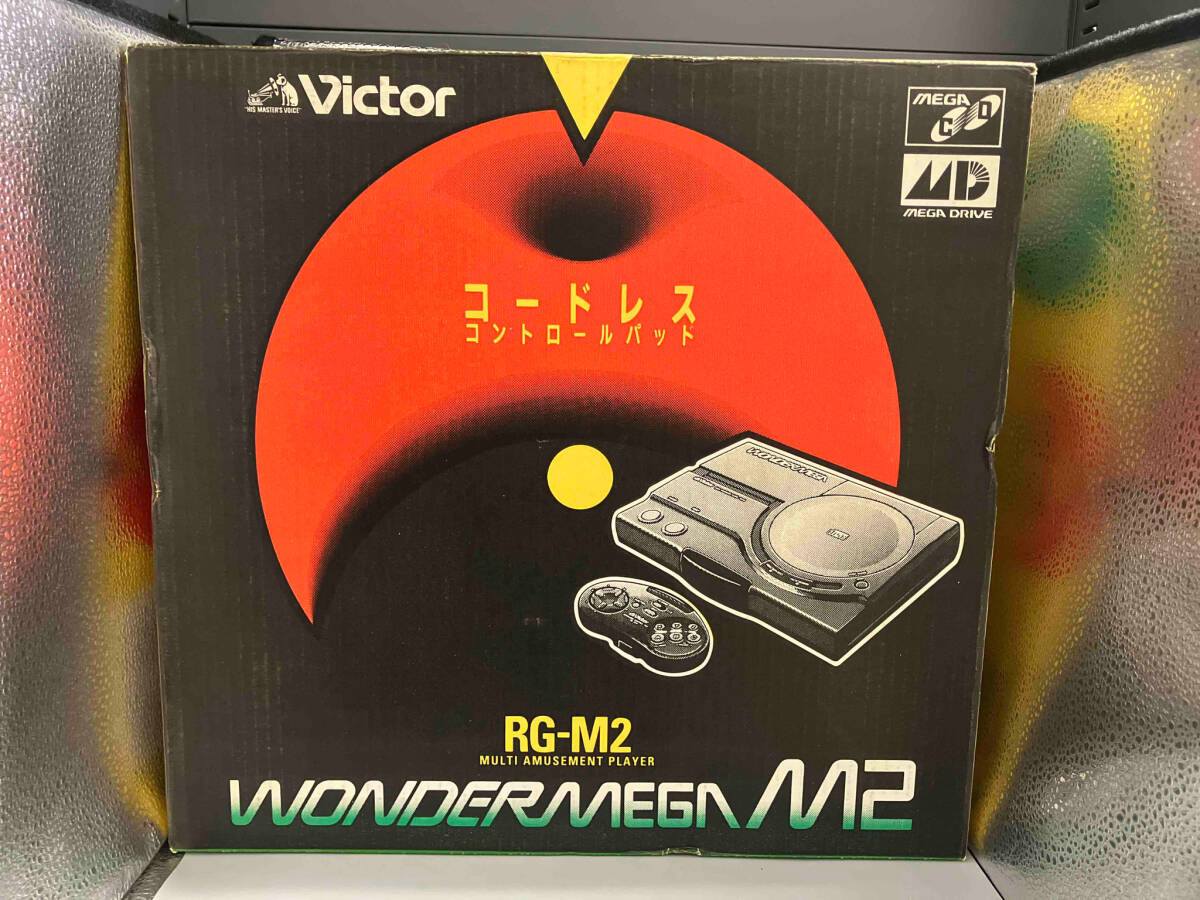 "HIS MASTER'S VOICE"
Victor
MEGA
CD
MD
MEGA DRIVE
コードレス
コントロールパッド
WONDERMEGA
Victor
RG-M2
MULTI AMUSEMENT PLAYER
WONDERMEGA M2